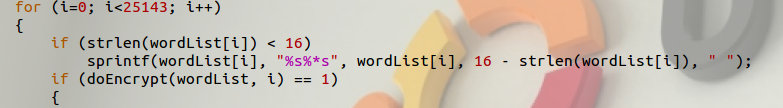 for (i=0; i<25143; i++)
{
if (strlen(wordList[i]) < 16)
sprintf(wordList[i], "%s%*s", wordList[i], 16 - strlen(wordList[i]), " ");
if (doEncrypt(wordList, i) == 1)
{